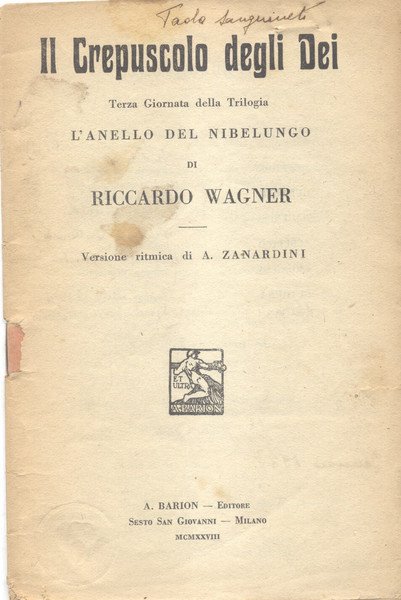 Paola Sanguineti
Il Crepuscolo degli Dei
Terza Giornata della Trilogia
L'ANELLO DEL NIBELUNGO
DI
RICCARDO WAGNER
Versione ritmica di A. ZANARDINI
ET
ULTRA
A·BARION
A. BARION — Editore
Sesto San Giovanni — Milano
MCMXXVIII